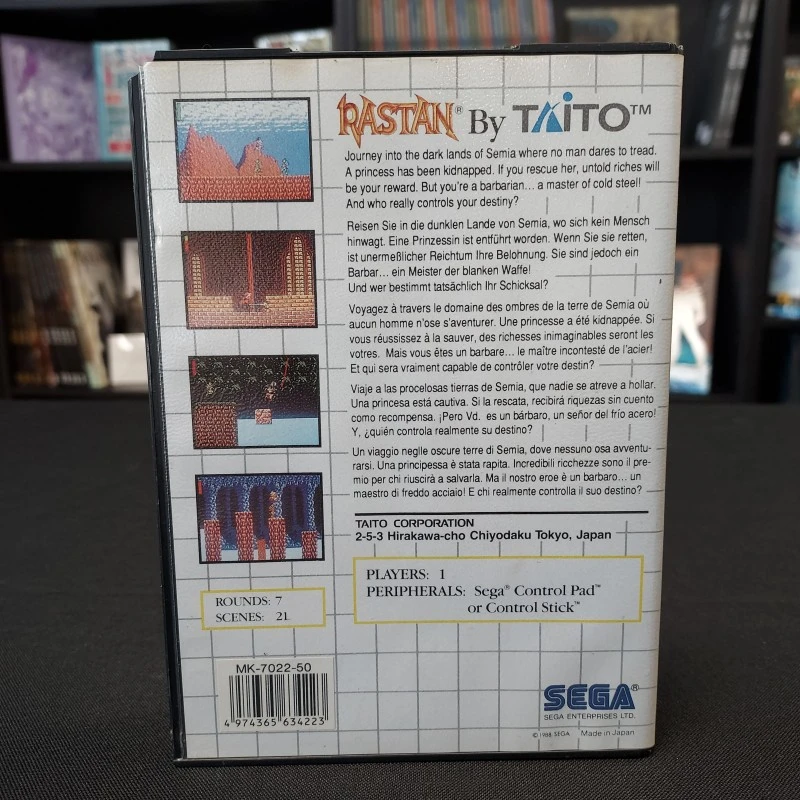 RASTAN® By TAITO™
Journey into the dark lands of Semia where no man dares to tread.
A princess has been kidnapped. If you rescue her, untold riches will
be your reward. But you're a barbarian... a master of cold steel!
And who really controls your destiny?
Reisen Sie in die dunklen Lande von Semia, wo sich kein Mensch
hinwagt. Eine Prinzessin ist entführt worden. Wenn Sie sie retten,
ist unermeßlicher Reichtum Ihre Belohnung. Sie sind jedoch ein
Barbar... ein Meister der blanken Waffe!
Und wer bestimmt tatsächlich Ihr Schicksal?
Voyagez à travers le domaine des ombres de la terre de Semia où
aucun homme n'ose s'aventurer. Une princesse a été kidnappée. Si
vous réussissez à la sauver, des richesses inimaginables seront les
votres. Mais vous êtes un barbare... le maître incontesté de l'acier!
Et qui sera vraiment capable de contrôler votre destin?
Viaje a las procelosas tierras de Semia, que nadie se atreve a hollar.
Una princesa está cautiva. Si la rescata, recibirá riquezas sin cuento
como recompensa. ¡Pero Vd. es un bárbaro, un señor del frío acero!
Y, ¿quién controla realmente su destino?
Un viaggio neglle oscure terre di Semia, dove nessuno osa avventu-
rarsi. Una principessa è stata rapita. Incredibili ricchezze sono il pre-
mio per chi riuscirà a salvarla. Ma il nostro eroe è un barbaro... un
maestro di freddo acciaio! E chi realmente controlla il suo destino?
TAITO CORPORATION
2-5-3 Hirakawa-cho Chiyodaku Tokyo, Japan
PLAYERS: 1
PERIPHERALS: Sega® Control Pad™
or Control Stick™
ROUNDS: 7
SCENES: 21
MK-7022-50
4 974365 634223
SEGA®
SEGA ENTERPRISES LTD.
© 1988 SEGA Made in Japan